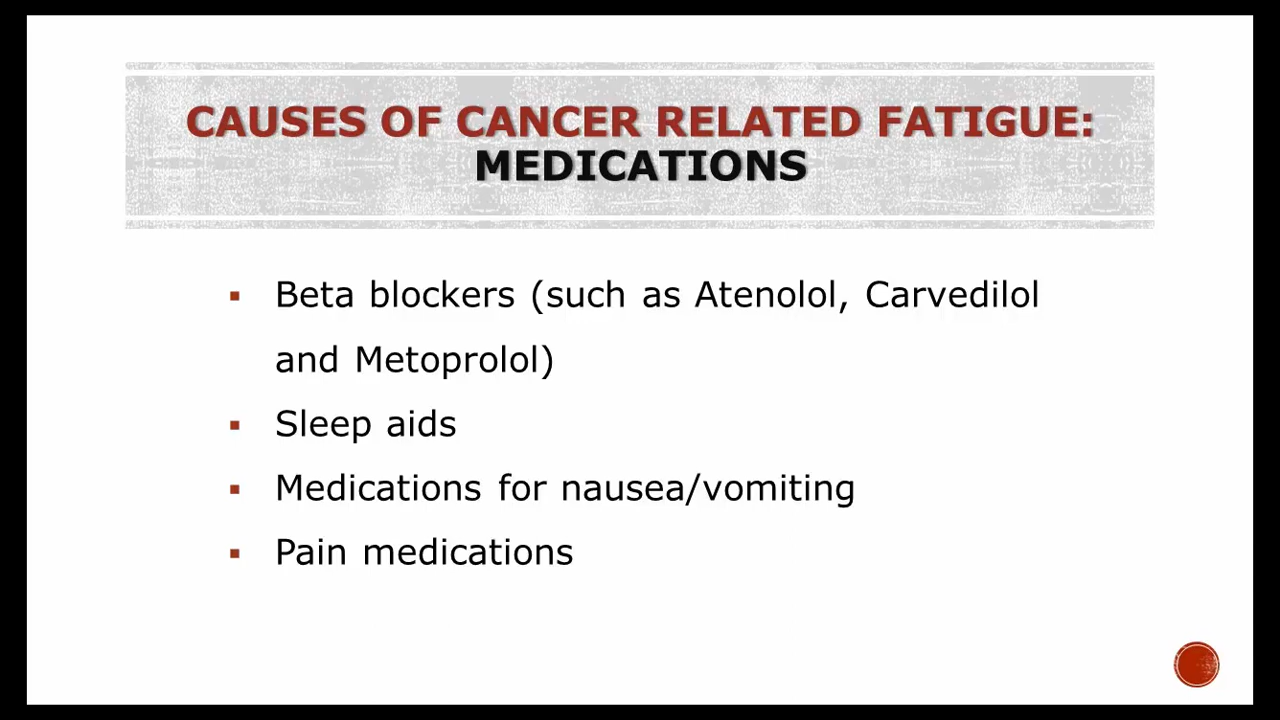 CAUSES OF CANCER RELATED FATIGUE:
MEDICATIONS
▪ Beta blockers (such as Atenolol, Carvedilol
and Metoprolol)
▪ Sleep aids
▪ Medications for nausea/vomiting
▪ Pain medications